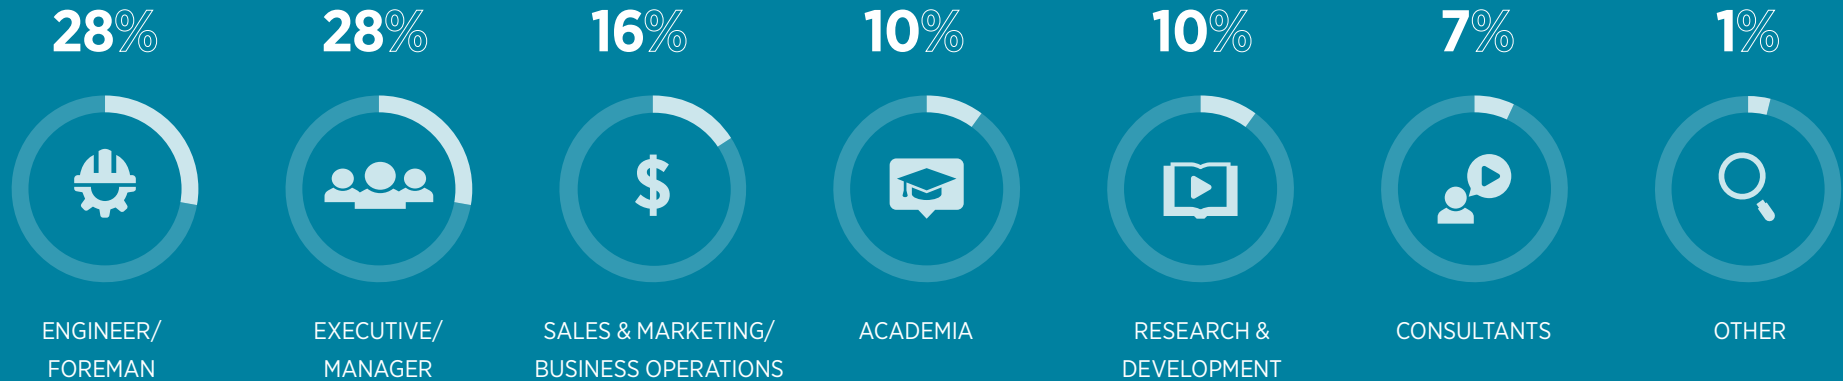 28%
28%
16%
10%
10%
7%
1%
$
ENGINEER/
FOREMAN
EXECUTIVE/
MANAGER
SALES & MARKETING/
BUSINESS OPERATIONS
ACADEMIA
RESEARCH &
DEVELOPMENT
CONSULTANTS
OTHER